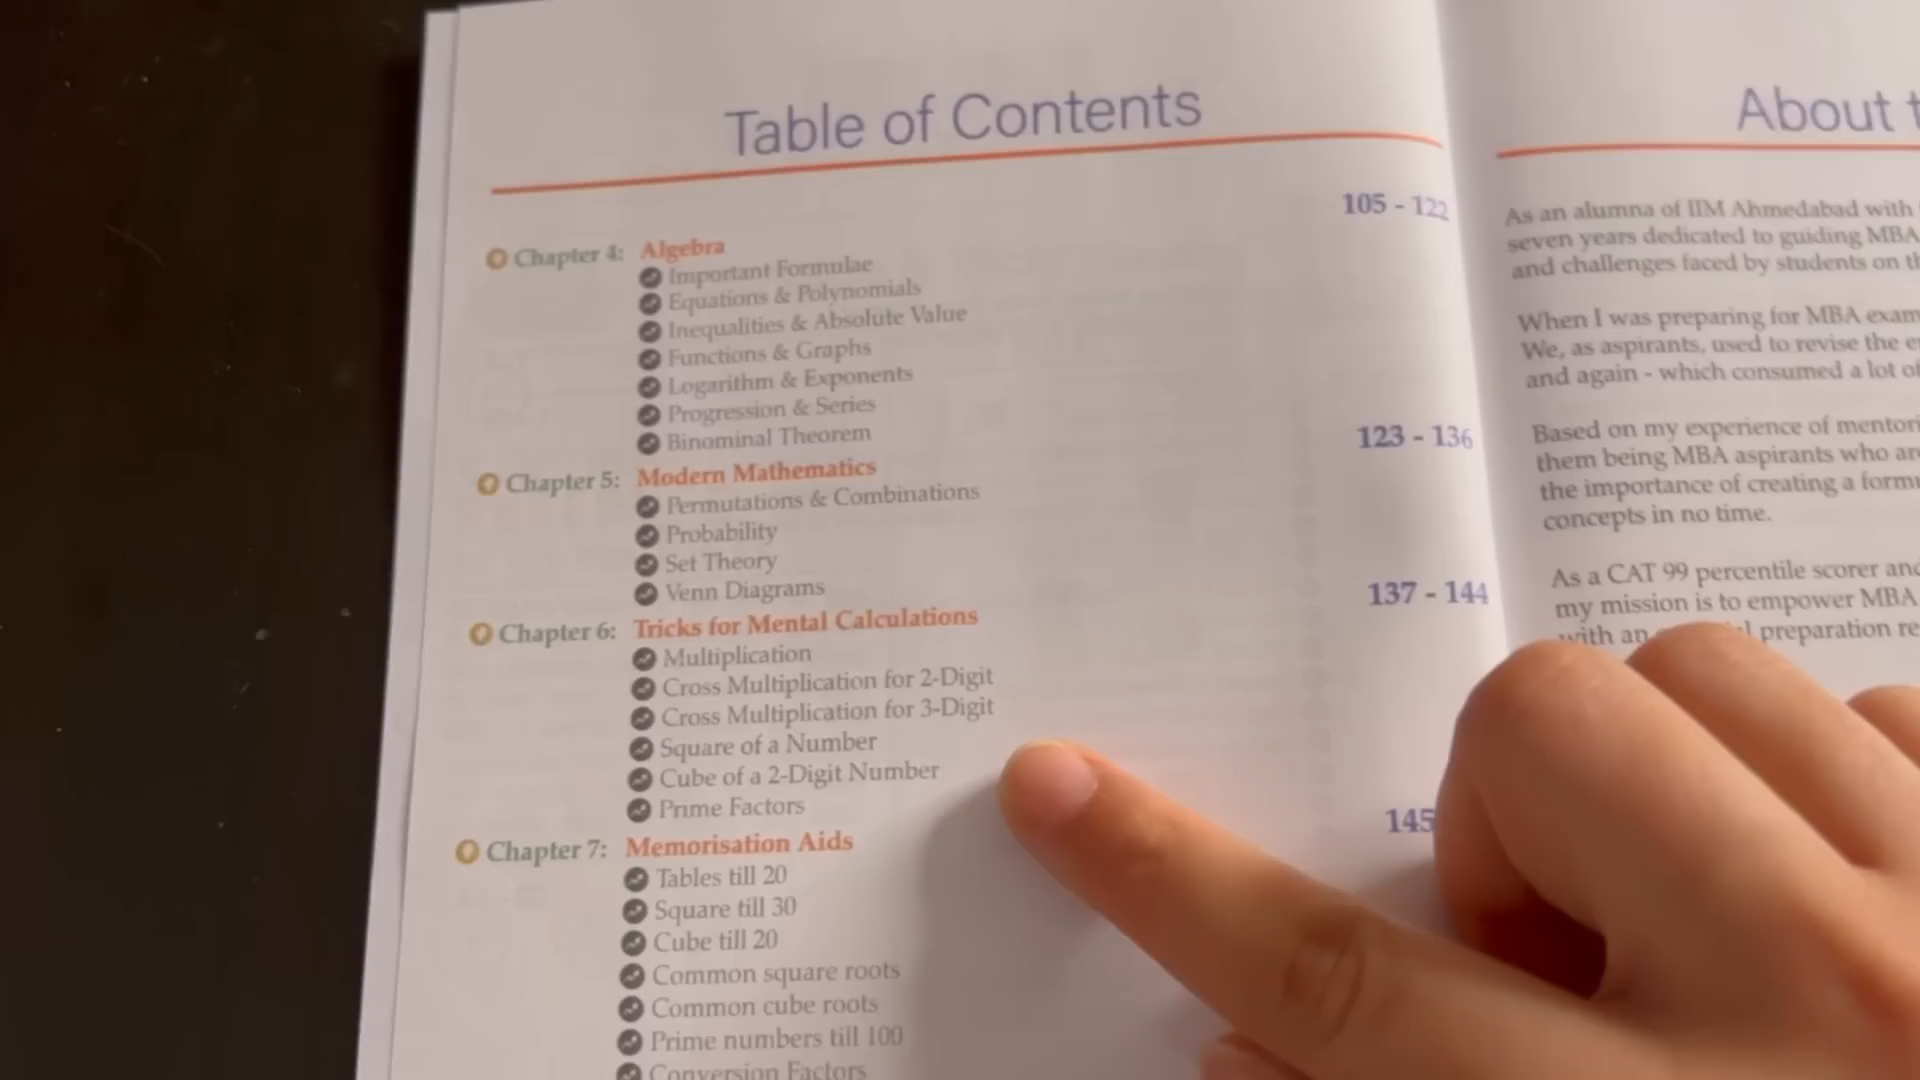 Table of Contents
105 - 122
Chapter 4: Algebra
Important Formulae
Equations & Polynomials
Inequalities & Absolute Value
Functions & Graphs
Logarithm & Exponents
Progression & Series
Binominal Theorem
123 - 136
Chapter 5: Modern Mathematics
Permutations & Combinations
Probability
Set Theory
Venn Diagrams
137 - 144
Chapter 6: Tricks for Mental Calculations
Multiplication
Cross Multiplication for 2-Digit
Cross Multiplication for 3-Digit
Square of a Number
Cube of a 2-Digit Number
Prime Factors
145
Chapter 7: Memorisation Aids
Tables till 20
Square till 30
Cube till 20
Common square roots
Common cube roots
Prime numbers till 100
Conversion Factors
About t
As an alumna of IIM Ahmedabad with
seven years dedicated to guiding MBA
and challenges faced by students on th
When I was preparing for MBA exam
We, as aspirants, used to revise the e
and again - which consumed a lot of
Based on my experience of mentori
them being MBA aspirants who are
the importance of creating a formu
concepts in no time.
As a CAT 99 percentile scorer and
my mission is to empower MBA
with an preparation re